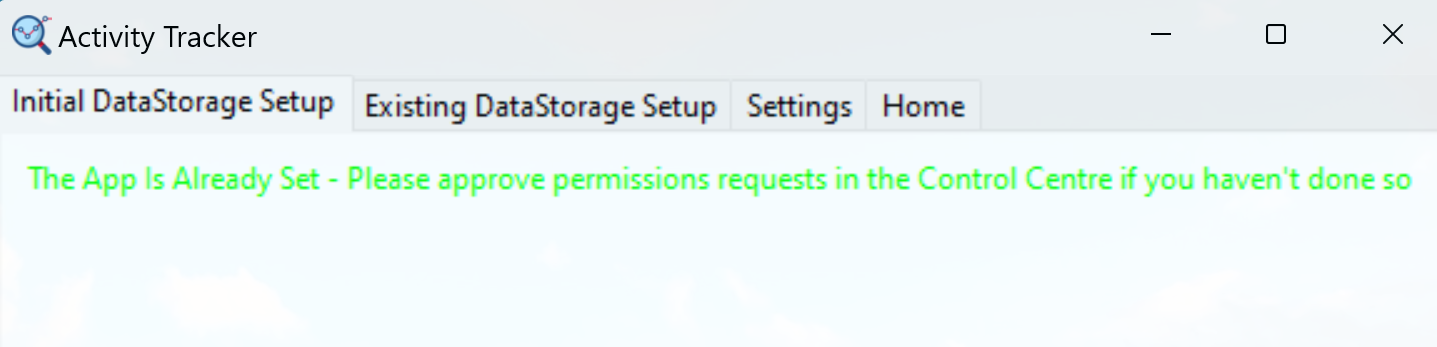 Activity Tracker
Initial DataStorage Setup Existing DataStorage Setup Settings Home
The App Is Already Set - Please approve permissions requests in the Control Centre if you haven't done so